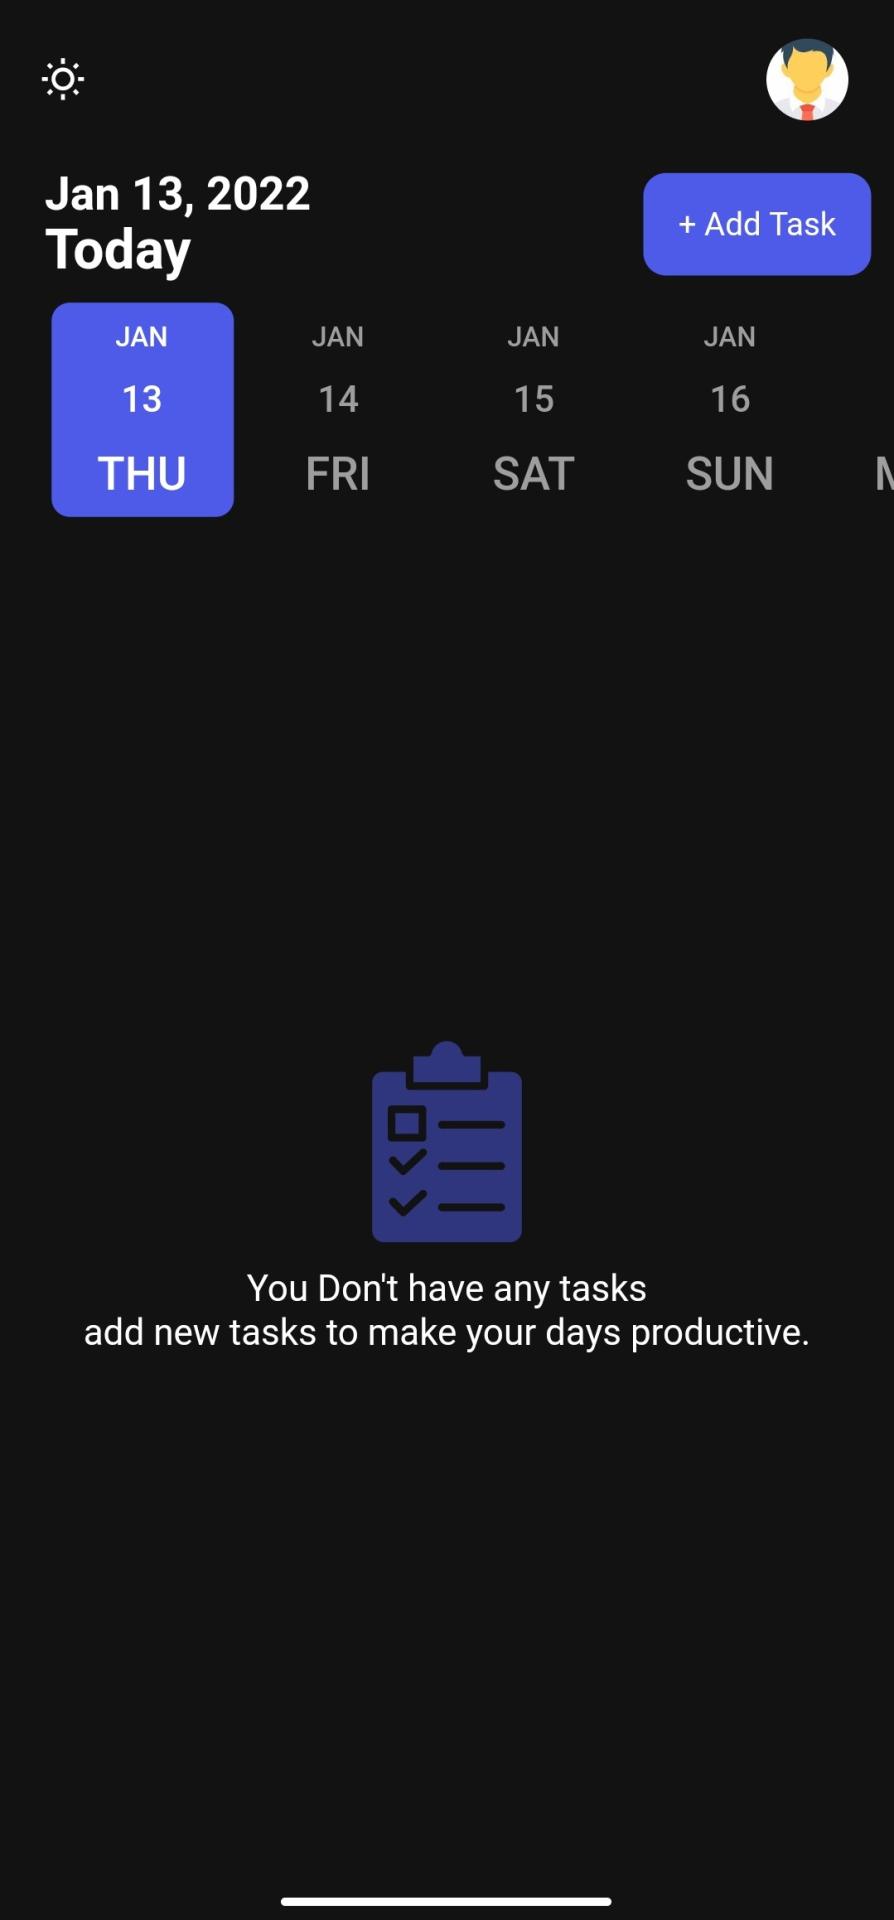 Jan 13, 2022
Today
+ Add Task
JAN JAN JAN JAN
13 14 15 16
THU FRI SAT SUN
You Don't have any tasks
add new tasks to make your days productive.